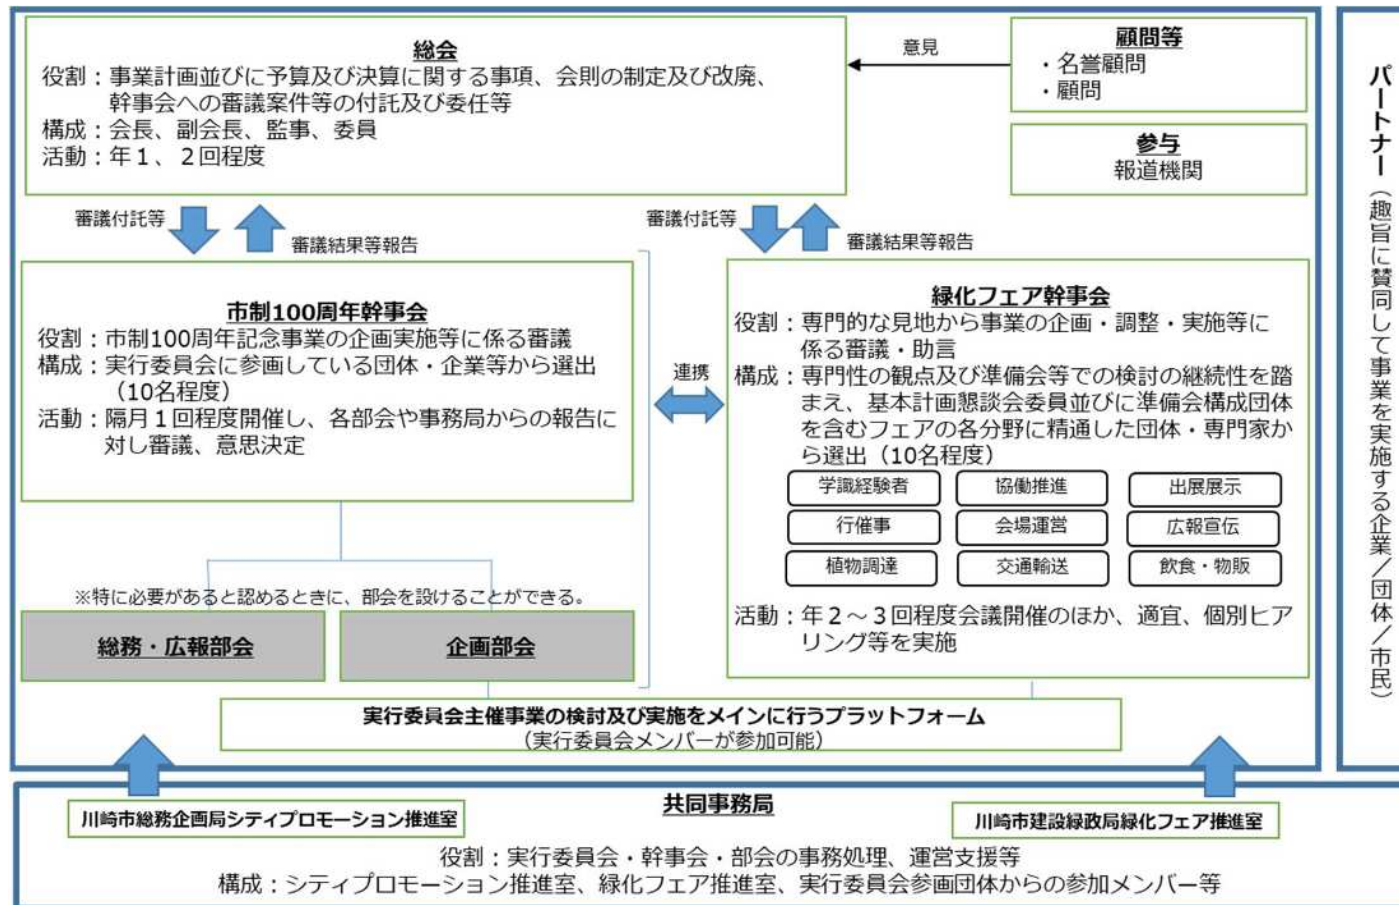 総会
役割：事業計画並びに予算及び決算に関する事項、会則の制定及び改廃、
幹事会への審議案件等の付託及び委任等
構成：会長、副会長、監事、委員
活動：年１、２回程度
意見
顧問等
・名誉顧問
・顧問
参与
報道機関
審議付託等
審議結果等報告
審議付託等
審議結果等報告
市制100周年幹事会
役割：市制100周年記念事業の企画実施等に係る審議
構成：実行委員会に参画している団体・企業等から選出
（10名程度）
活動：隔月１回程度開催し、各部会や事務局からの報告に
対し審議、意思決定
連携
緑化フェア幹事会
役割：専門的な見地から事業の企画・調整・実施等に
係る審議・助言
構成：専門性の観点及び準備会等での検討の継続性を踏
まえ、基本計画懇談会委員並びに準備会構成団体
を含むフェアの各分野に精通した団体・専門家か
ら選出（10名程度）
学識経験者
協働推進
出展展示
行催事
会場運営
広報宣伝
植物調達
交通輸送
飲食・物販
活動：年２～３回程度会議開催のほか、適宜、個別ヒア
リング等を実施
※特に必要があると認めるときに、部会を設けることができる。
総務・広報部会
企画部会
実行委員会主催事業の検討及び実施をメインに行うプラットフォーム
（実行委員会メンバーが参加可能）
パートナー（趣旨に賛同して事業を実施する企業／団体／市民）
共同事務局
川崎市総務企画局シティプロモーション推進室
川崎市建設緑政局緑化フェア推進室
役割：実行委員会・幹事会・部会の事務処理、運営支援等
構成：シティプロモーション推進室、緑化フェア推進室、実行委員会参画団体からの参加メンバー等